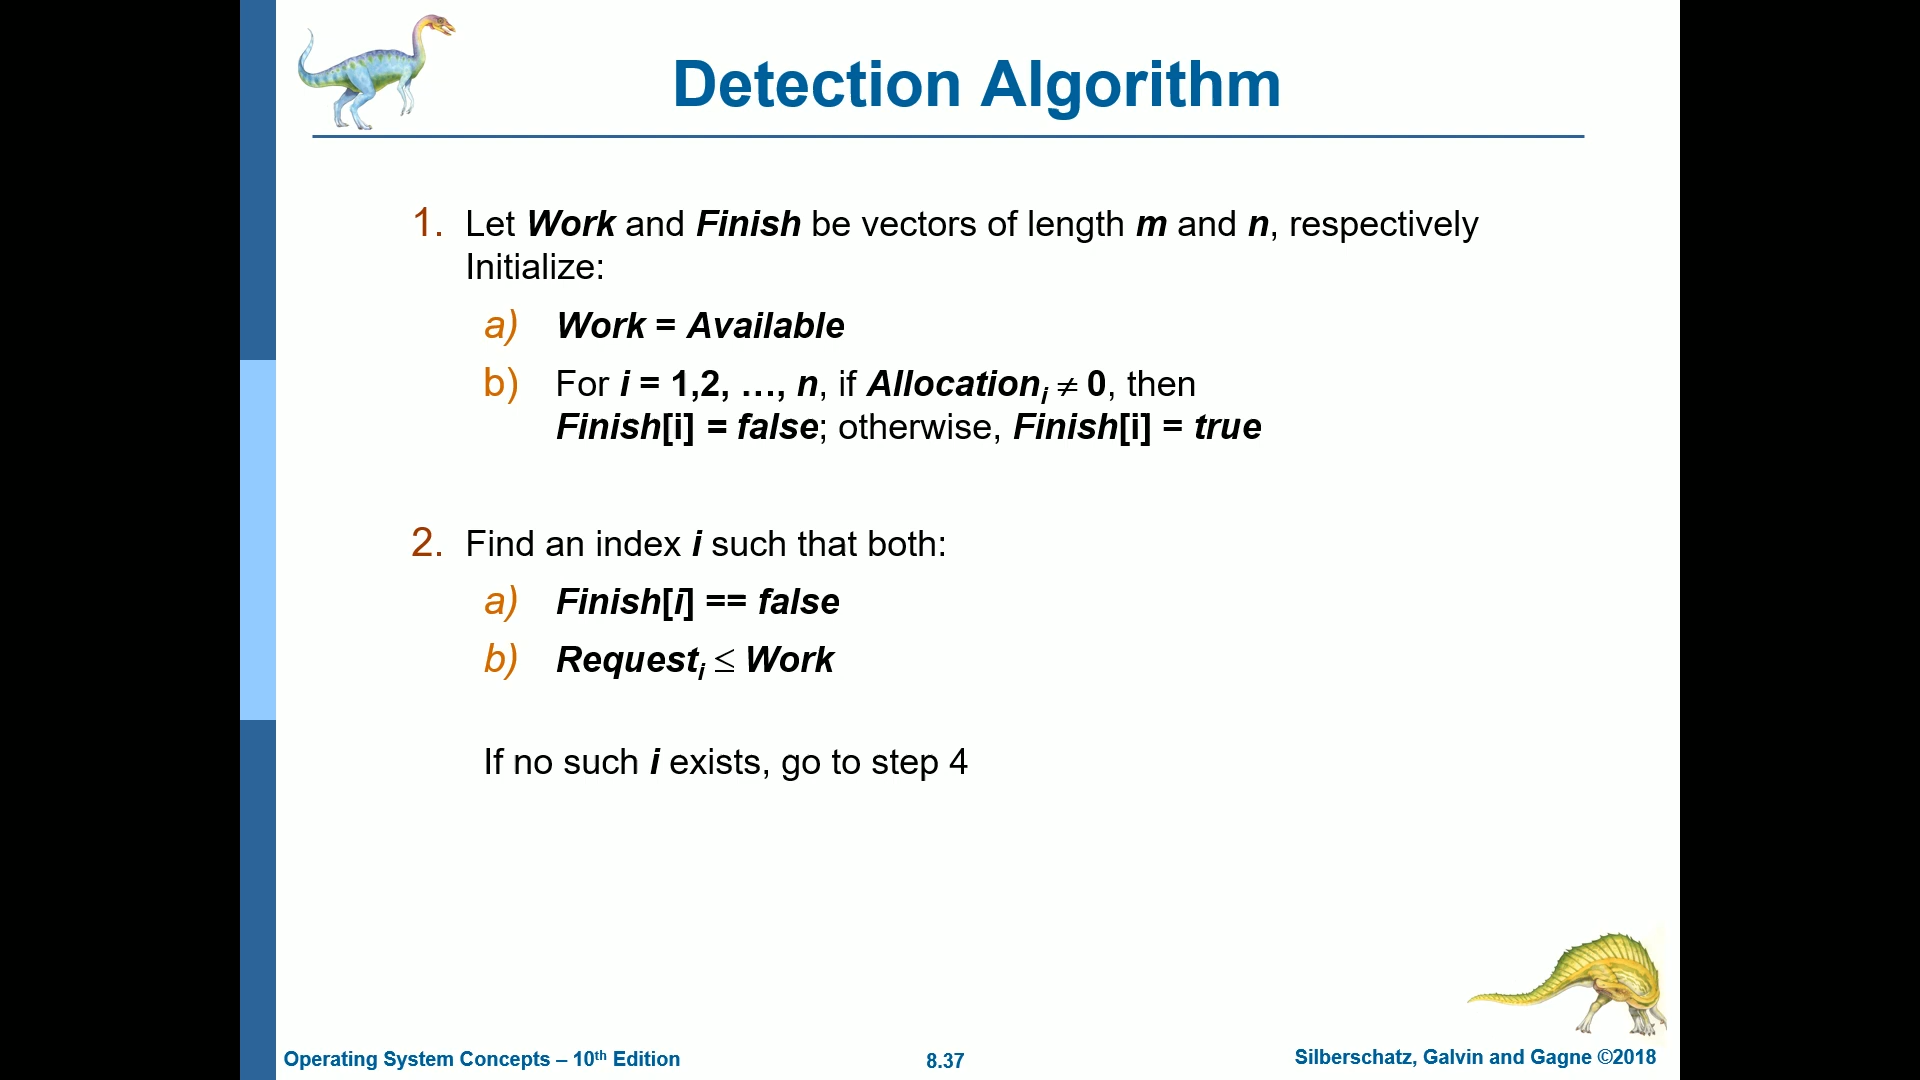 Detection Algorithm
1. Let Work and Finish be vectors of length m and n, respectively
Initialize:
a) Work = Available
b) For i = 1,2, …, n, if Allocationᵢ ≠ 0, then
Finish[i] = false; otherwise, Finish[i] = true
2. Find an index i such that both:
a) Finish[i] == false
b) Requestᵢ ≤ Work
If no such i exists, go to step 4
Operating System Concepts – 10th Edition
8.37
Silberschatz, Galvin and Gagne ©2018